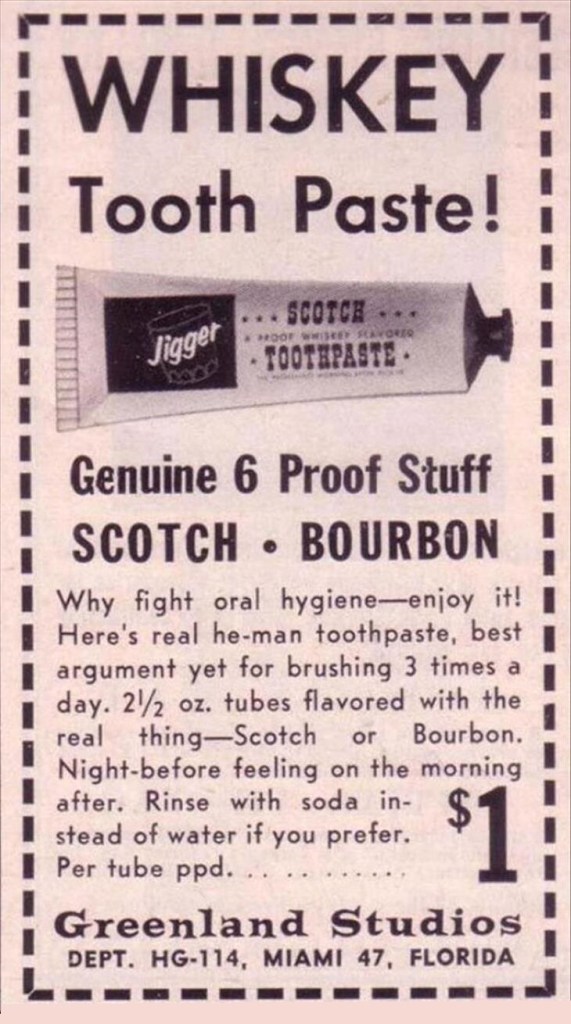 WHISKEY
Tooth Paste!
Jigger
SCOTCH
PROOF WHISKEY FLAVORED
TOOTHPASTE
Genuine 6 Proof Stuff
SCOTCH • BOURBON
Why fight oral hygiene—enjoy it!
Here's real he-man toothpaste, best
argument yet for brushing 3 times a
day. 2½ oz. tubes flavored with the
real thing—Scotch or Bourbon.
Night-before feeling on the morning
after. Rinse with soda in-
stead of water if you prefer.
Per tube ppd. . . . . . . . . . . . .
$1
Greenland Studios
DEPT. HG-114, MIAMI 47, FLORIDA